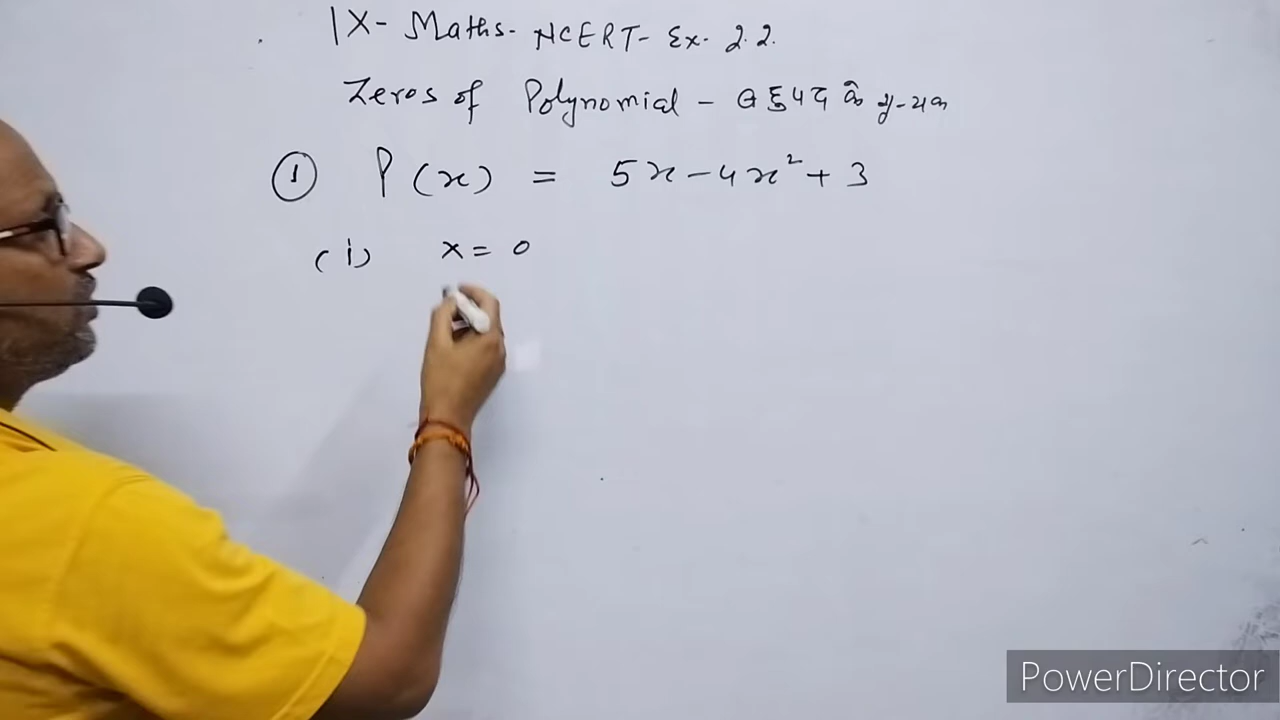 IX- Maths- NCERT- Ex- 2.2.
Zeros of Polynomial - बहुपद के शून्यक
① P(x) = 5x - 4x² + 3
(i) x = 0
PowerDirector